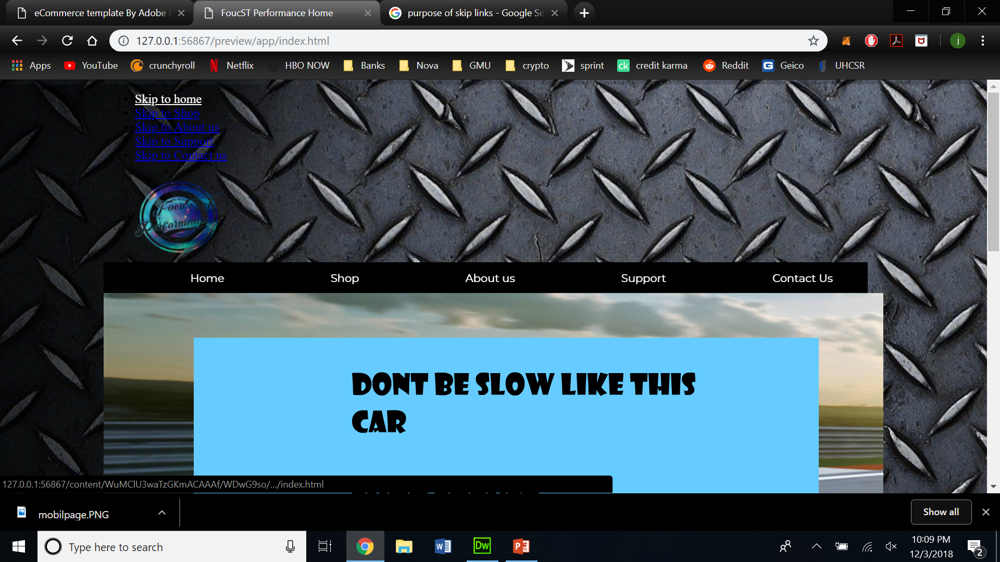 eCommerce template By Adobe
FoucST Performance Home
purpose of skip links - Google Se
127.0.0.1:56867/preview/app/index.html
j
Apps YouTube crunchyroll Netflix HBO NOW Banks Nova GMU crypto sprint ck credit karma Reddit G Geico UHCSR
Skip to home
Skip to Shop
Skip to About us
Skip to Support
Skip to Contact us
Performance
Home Shop About us Support Contact Us
DONT BE SLOW LIKE THIS
CAR
127.0.0.1:56867/content/WuMClU3waTzGKmACAAAf/WDwG9so/.../index.html
mobilpage.PNG
Show all
Type here to search
W
Dw
P
10:09 PM
12/3/2018
2